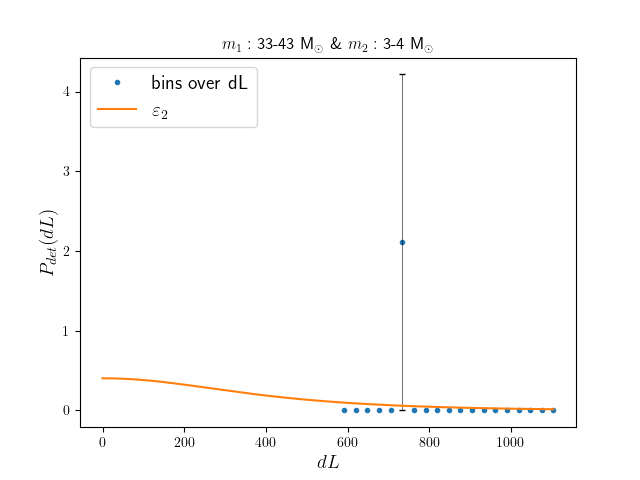 m₁ : 33-43 M⊙ & m₂ : 3-4 M⊙
bins over dL
ε₂
P_det(dL)
4
3
2
1
0
0 200 400 600 800 1000
dL